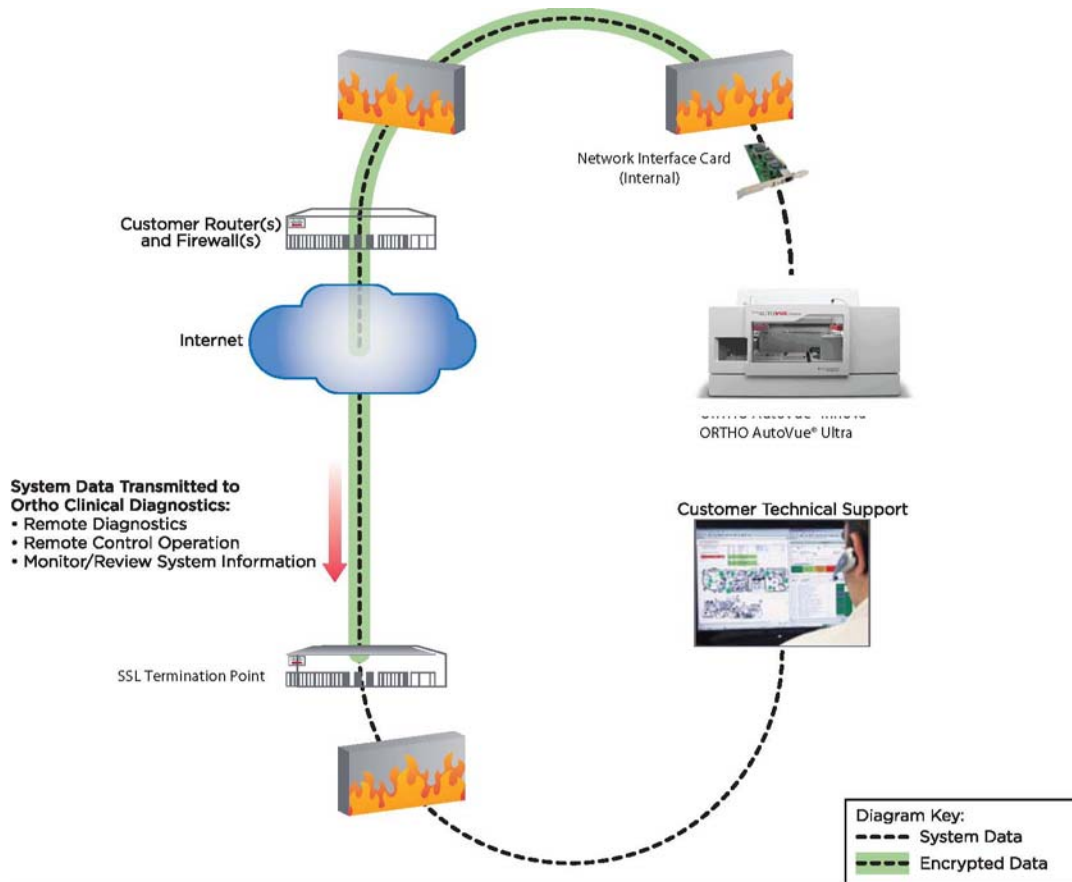 Network Interface Card
(Internal)
Customer Router(s)
and Firewall(s)
Internet
ORTHO AutoVue® Ultra
System Data Transmitted to
Ortho Clinical Diagnostics:
• Remote Diagnostics
• Remote Control Operation
• Monitor/Review System Information
Customer Technical Support
SSL Termination Point
Diagram Key:
System Data
Encrypted Data